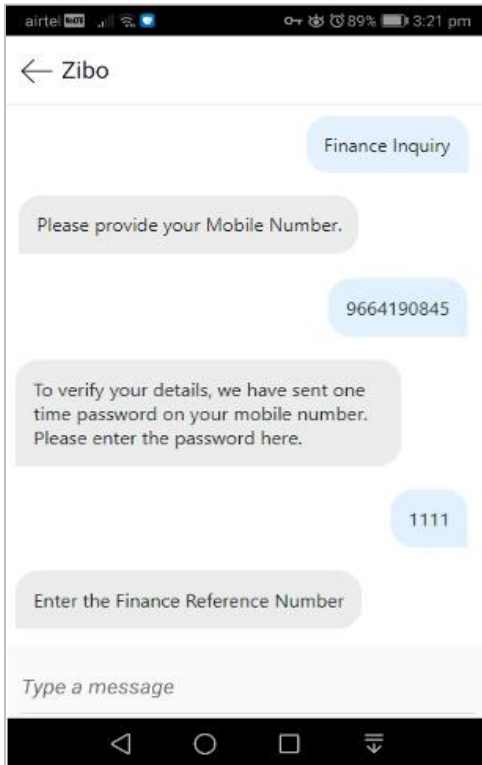 airtel VoLTE 89% 3:21 pm
Zibo
Finance Inquiry
Please provide your Mobile Number.
9664190845
To verify your details, we have sent one
time password on your mobile number.
Please enter the password here.
1111
Enter the Finance Reference Number
Type a message